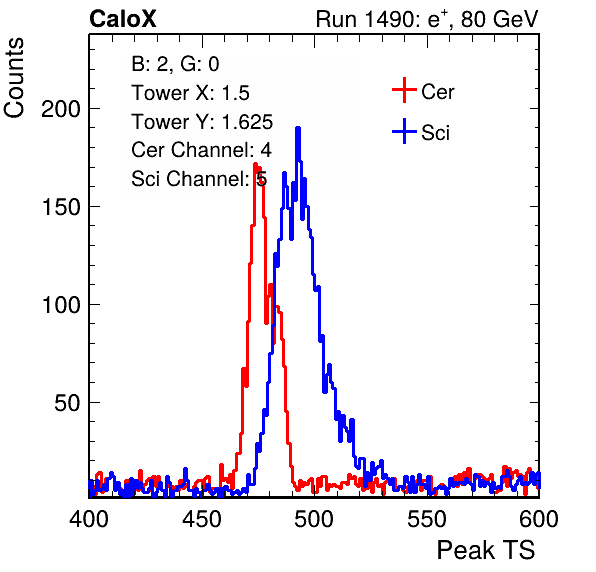 CaloX Run 1490: e⁺, 80 GeV
Counts
B: 2, G: 0
Tower X: 1.5
Tower Y: 1.625
Cer Channel: 4
Sci Channel: 5
Cer
Sci
200
150
100
50
400 450 500 550 600
Peak TS